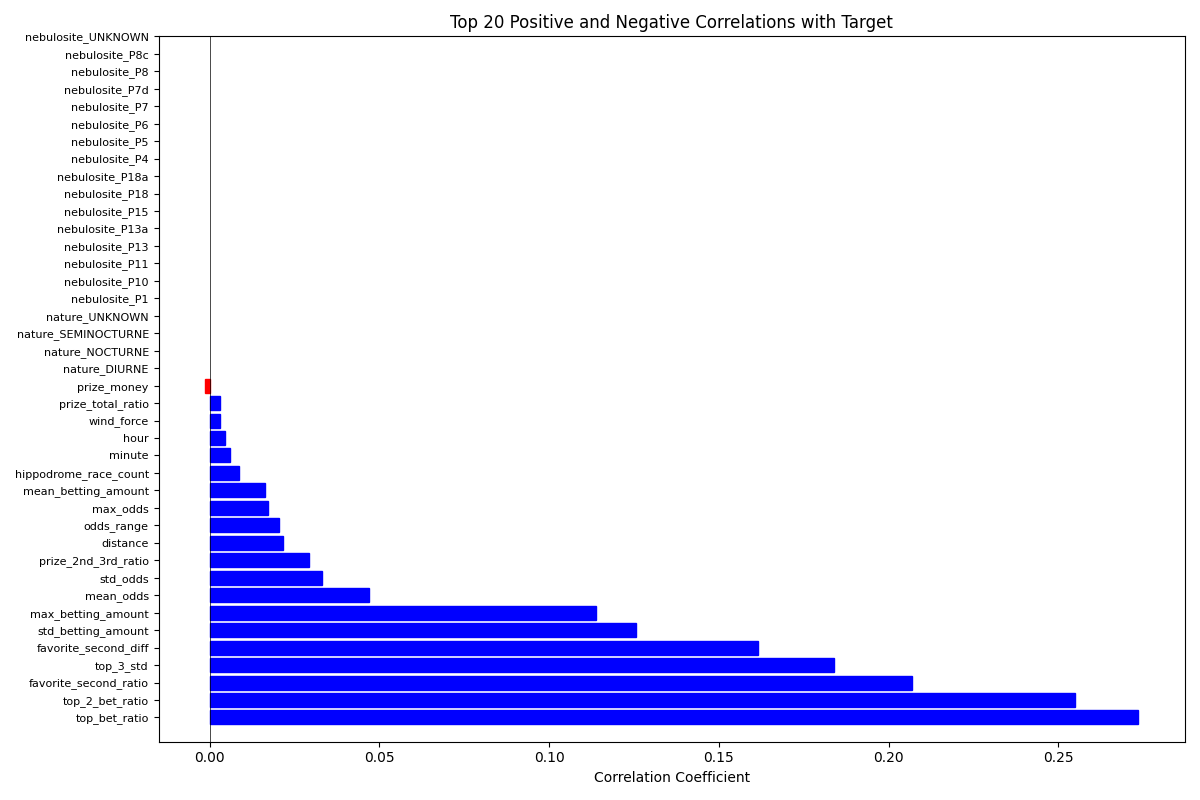 Top 20 Positive and Negative Correlations with Target
nebulosite_UNKNOWN
nebulosite_P8c
nebulosite_P8
nebulosite_P7d
nebulosite_P7
nebulosite_P6
nebulosite_P5
nebulosite_P4
nebulosite_P18a
nebulosite_P18
nebulosite_P15
nebulosite_P13a
nebulosite_P13
nebulosite_P11
nebulosite_P10
nebulosite_P1
nature_UNKNOWN
nature_SEMINOCTURNE
nature_NOCTURNE
nature_DIURNE
prize_money
prize_total_ratio
wind_force
hour
minute
hippodrome_race_count
mean_betting_amount
max_odds
odds_range
distance
prize_2nd_3rd_ratio
std_odds
mean_odds
max_betting_amount
std_betting_amount
favorite_second_diff
top_3_std
favorite_second_ratio
top_2_bet_ratio
top_bet_ratio
0.00 0.05 0.10 0.15 0.20 0.25
Correlation Coefficient